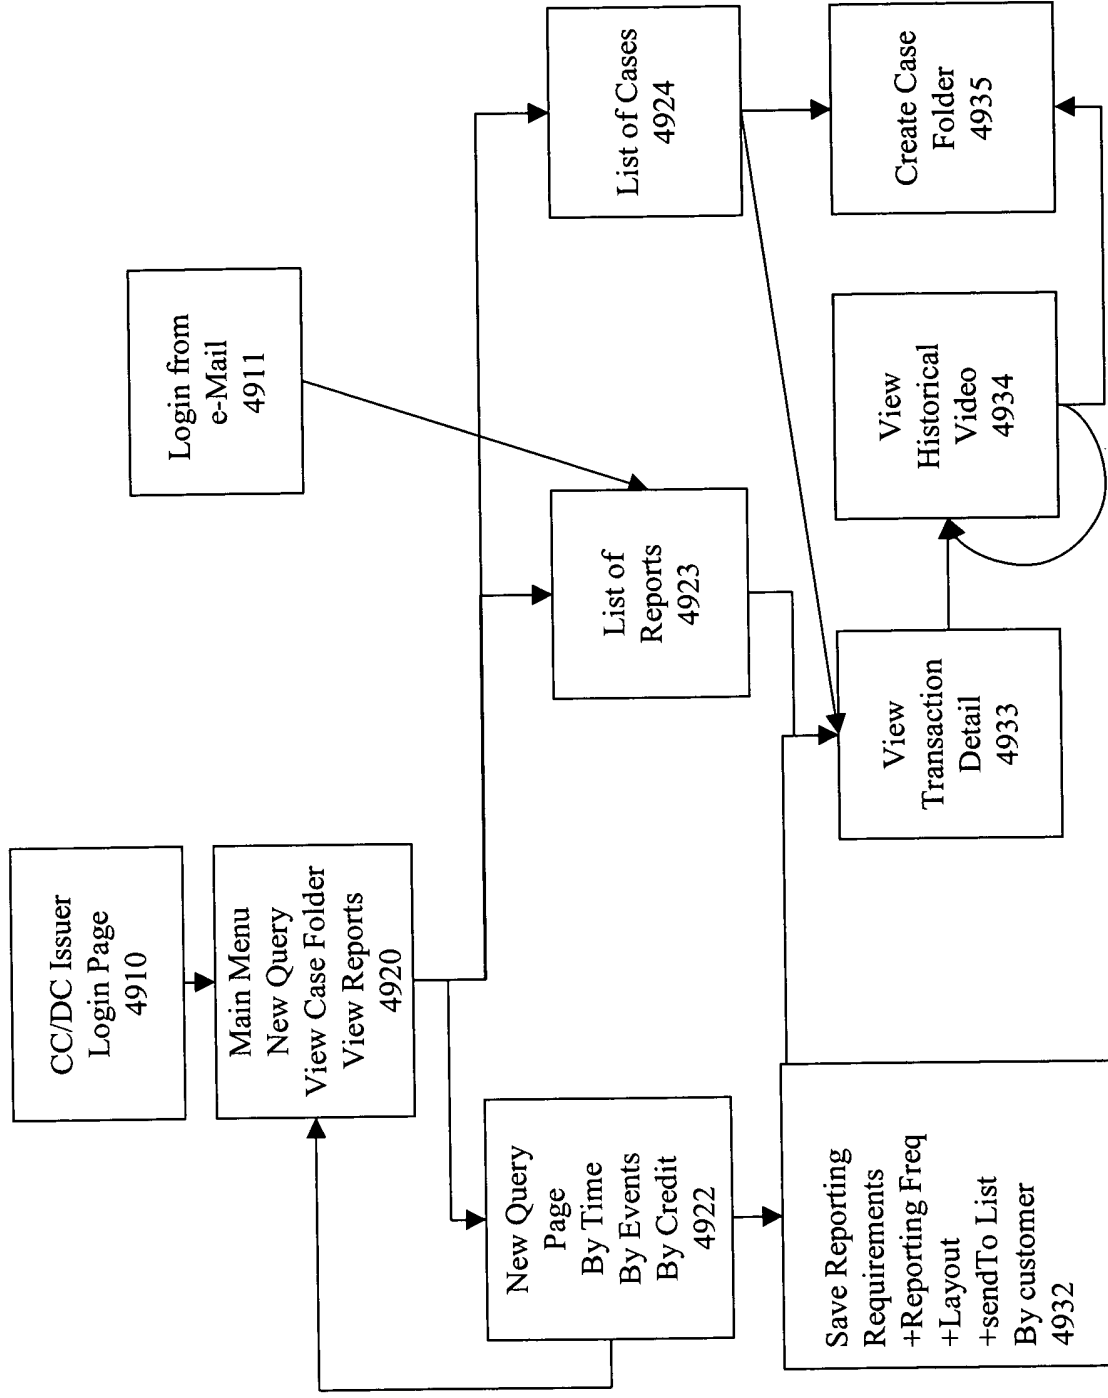 CC/DC Issuer
Login Page
4910
Main Menu
New Query
View Case Folder
View Reports
4920
Login from
e-Mail
4911
New Query
Page
By Time
By Events
By Credit
4922
List of
Reports
4923
List of Cases
4924
Save Reporting
Requirements
+Reporting Freq
+Layout
+sendTo List
By customer
4932
View
Transaction
Detail
4933
View
Historical
Video
4934
Create Case
Folder
4935